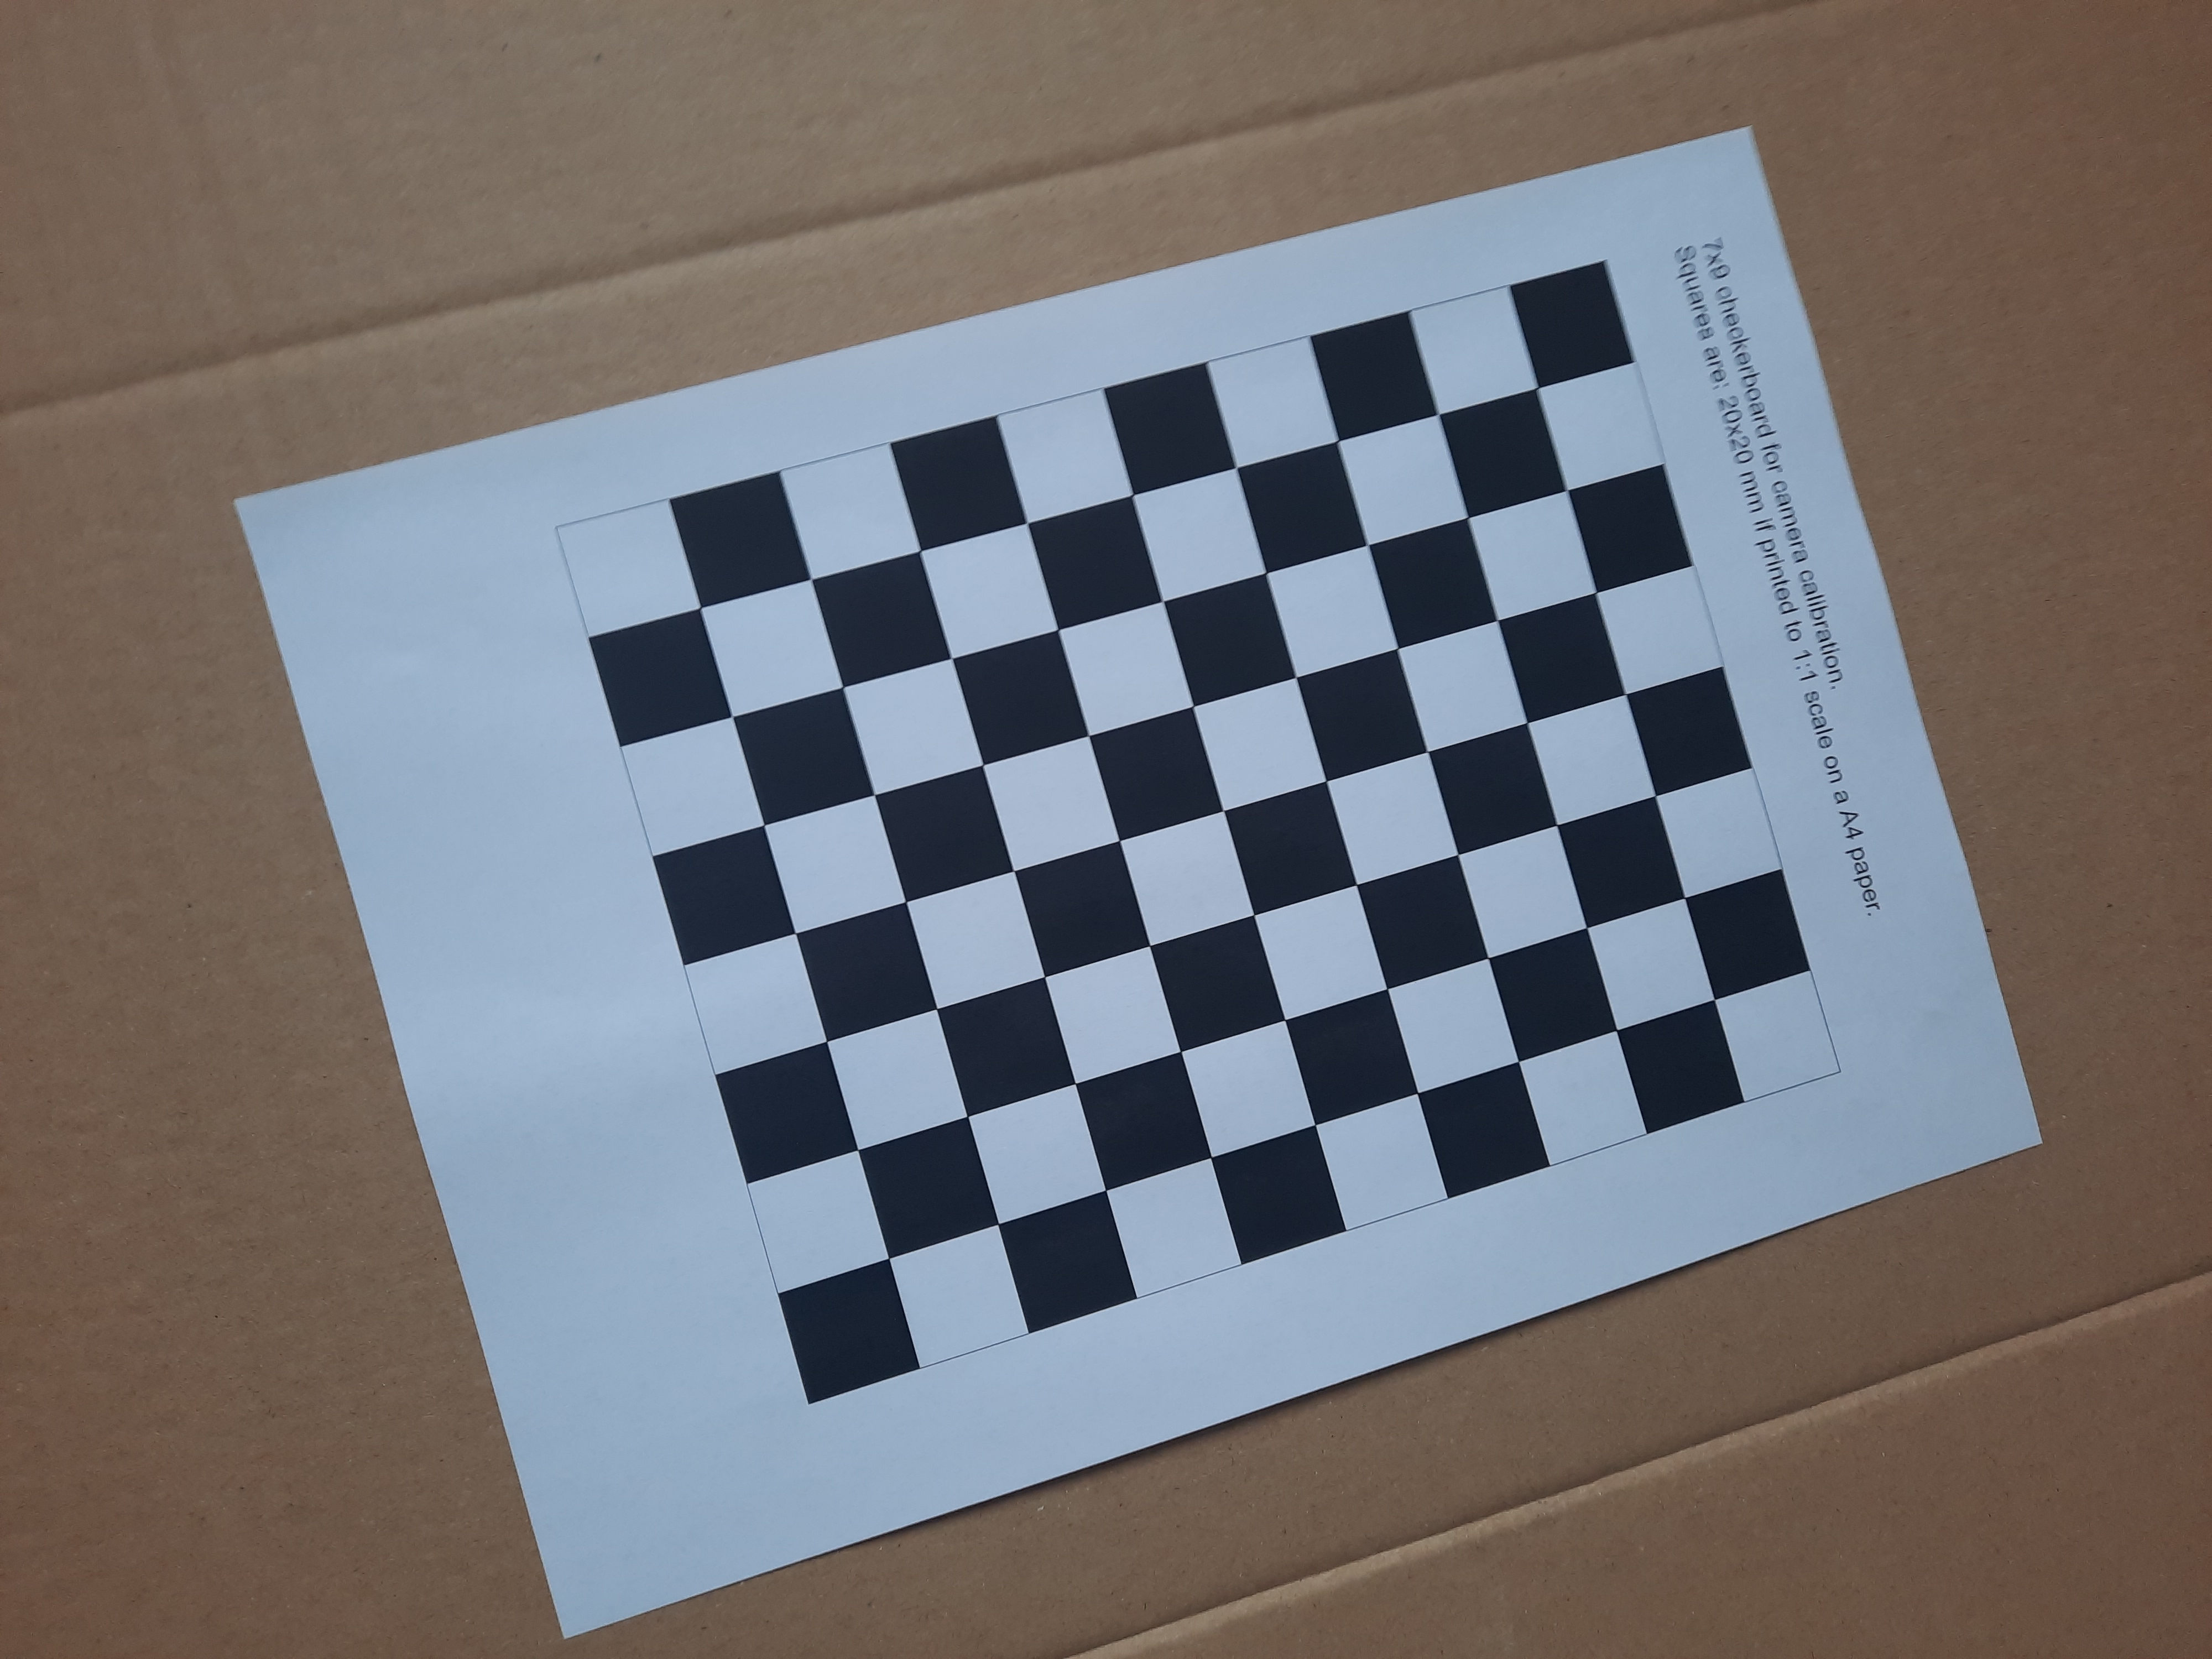 7x9 checkerboard for camera calibration.
Squares are: 20x20 mm if printed to 1:1 scale on a A4 paper.